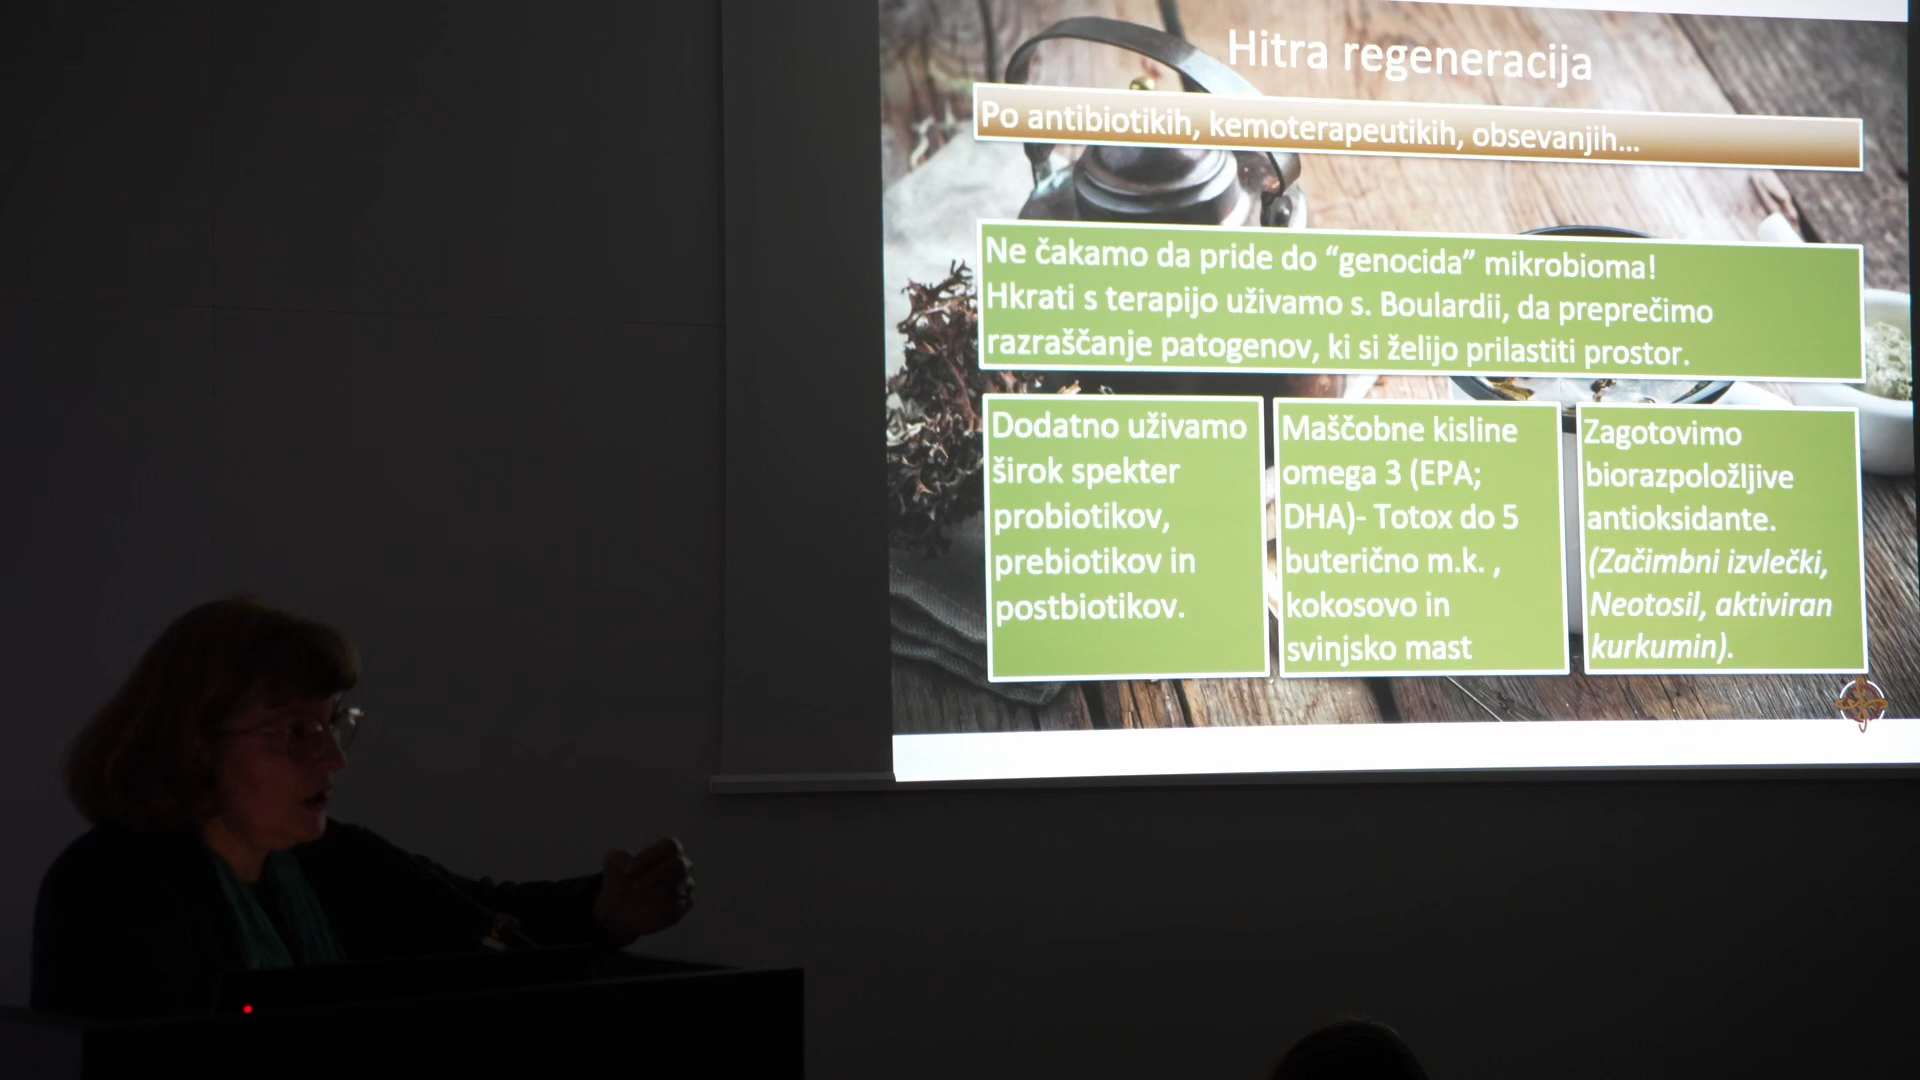 Hitra regeneracija
Po antibiotikih, kemoterapeutikih, obsevanjih...
Ne čakamo da pride do “genocida” mikrobioma!
Hkrati s terapijo uživamo s. Boulardii, da preprečimo
razraščanje patogenov, ki si želijo prilastiti prostor.
Dodatno uživamo
širok spekter
probiotikov,
prebiotikov in
postbiotikov.
Maščobne kisline
omega 3 (EPA;
DHA)- Totox do 5
buterično m.k. ,
kokosovo in
svinjsko mast
Zagotovimo
biorazpoložljive
antioksidante.
(Začimbni izvlečki,
Neotosil, aktiviran
kurkumin).